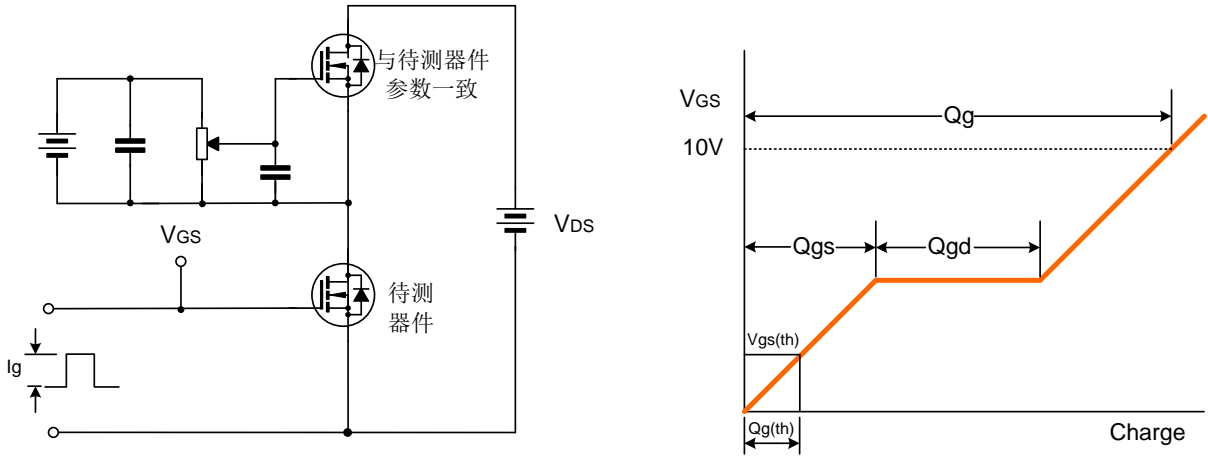 与待测器件
参数一致
VGS
VDS
待测
器件
Ig
VGS
10V
Qg
Qgs
Qgd
Vgs(th)
Qg(th)
Charge